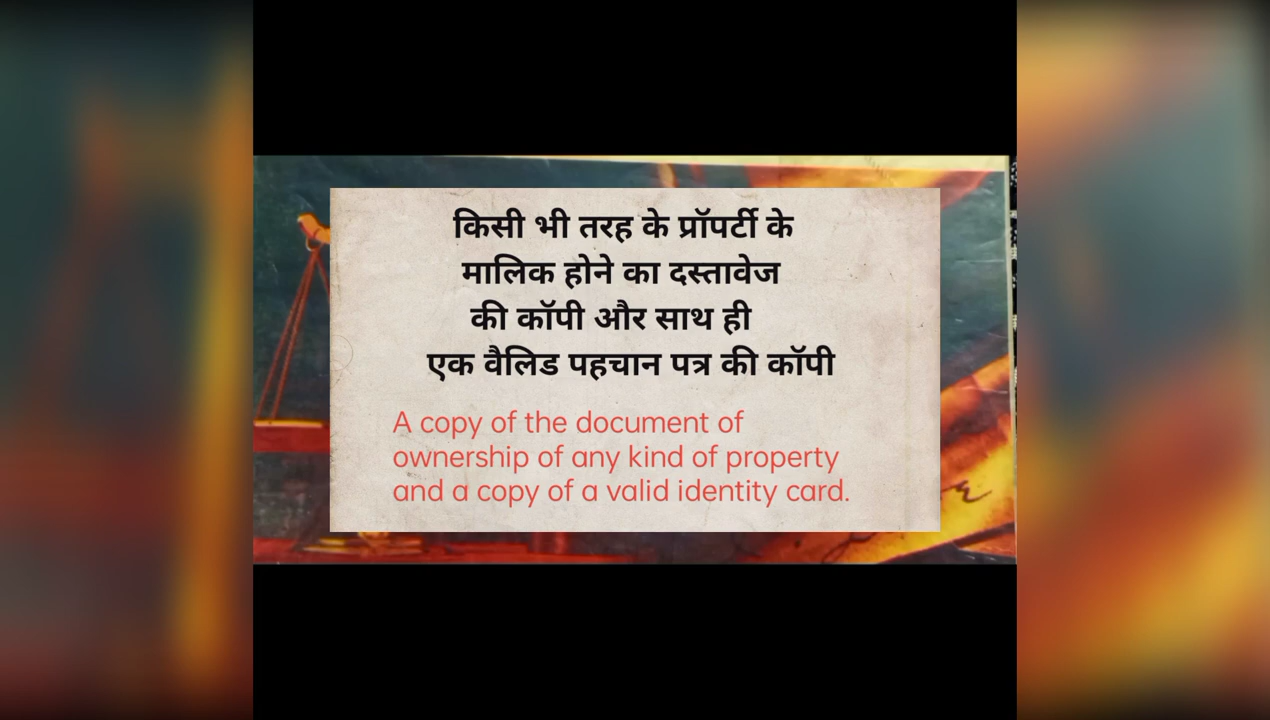 किसी भी तरह के प्रॉपर्टी के
मालिक होने का दस्तावेज
की कॉपी और साथ ही
एक वैलिड पहचान पत्र की कॉपी
A copy of the document of
ownership of any kind of property
and a copy of a valid identity card.